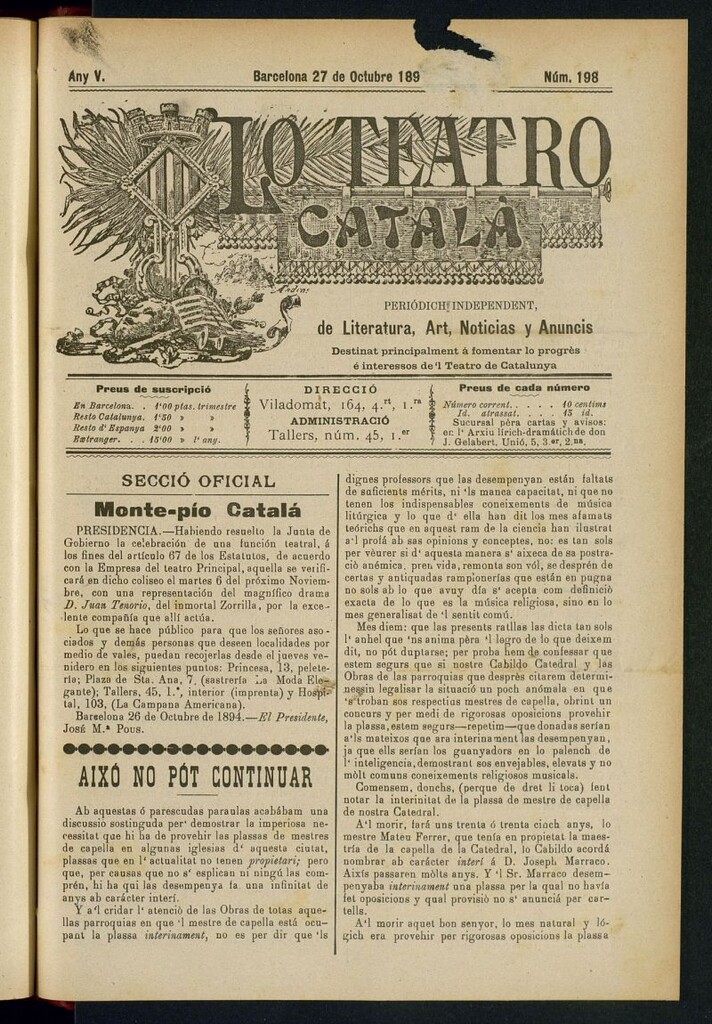 Any V.
Barcelona 27 de Octubre 189
Núm. 198
LO TEATRO
CATALÁ
PERIÓDICH INDEPENDENT,
de Literatura, Art, Noticias y Anuncis
Destinat principalment á fomentar lo progrés
é interessos de'l Teatro de Catalunya
Preus de suscripció
En Barcelona. . 1'00 ptas. trimestre
Resto Catalunya. 1'50 » »
Resto d' Espanya 2'00 » »
Extranger. . . 15'00 » l' any.
DIRECCIÓ
Viladomat, 164, 4.rt, 1.ra
ADMINISTRACIÓ
Tallers, núm. 45, 1.er
Preus de cada número
Número corrent. . . . . 10 centims
Id. atrassat. . . . . 15 id.
Sucursal péra cartas y avisos:
en l' Arxiu lírich-dramátich de don
J. Gelabert, Unió, 5, 3.er, 2.na.
SECCIÓ OFICIAL
Monte-pío Catalá
PRESIDENCIA.—Habiendo resuelto la Junta de
Gobierno la celebración de una función teatral, á
los fines del artículo 67 de los Estatutos, de acuerdo
con la Empresa del teatro Principal, aquella se verifi-
cará en dicho coliseo el martes 6 del próximo Noviem-
bre, con una representación del magnífico drama
D. Juan Tenorio, del inmortal Zorrilla, por la exce-
lente compañía que allí actúa.
Lo que se hace público para que los señores aso-
ciados y demás personas que deseen localidades por
medio de vales, puedan recojerlas desde el jueves ve-
nidero en los siguientes puntos: Princesa, 13, pelete-
ría; Plaza de Sta. Ana, 7, (sastrería La Moda Ele-
gante); Tallers, 45, 1.º, interior (imprenta) y Hospi-
tal, 103, (La Campana Americana).
Barcelona 26 de Octubre de 1894.—El Presidente,
José M.ª Pous.
AIXÓ NO PÓT CONTINUAR
Ab aquestas ó parescudas paraulas acabábam una
discussió sostinguda per' demostrar la imperiosa ne-
cessitat que hi ha de provehir las plassas de mestres
de capella en algunas iglesias d' aquesta ciutat,
plassas que en l' actualitat no tenen propietari; pero
que, per causas que no s' esplican ni ningú las com-
prén, hi ha qui las desempenya fa una infinitat de
anys ab carácter interí.
Y a'l cridar l' atenció de las Obras de totas aque-
llas parroquias en que 'l mestre de capella está ocu-
pant la plassa interinament, no es per dir que 'ls
dignes professors que las desempenyan están faltats
de suficients mérits, ni 'ls manca capacitat, ni que no
tenen los indispensables coneixements de música
litúrgica y lo que d' ella han dit los mes afamats
teórichs que en aquest ram de la ciencia han ilustrat
a'l profá ab sas opinions y conceptes, no: es tan sols
per véurer si d' aquesta manera s' aixeca de sa postra-
ció anémica, pren vida, remonta son vól, se desprén de
certas y antiquadas ramplonerías que están en pugna
no sols ab lo que avuy día s' acepta com definició
exacta de lo que es la música religiosa, sino en lo
mes generalisat de 'l sentit comú.
Mes diem: que las presents ratllas las dicta tan sols
l' anhel que 'ns anima péra 'l logro de lo que deixem
dit, no pót duptarse; per proba hem de confessar que
estem segurs que si nostre Cabildo Catedral y las
Obras de las parroquias que després citarem determi-
nessin legalisar la situació un poch anómala en que
's troban sos respectius mestres de capella, obrint un
concurs y per medi de rigorosas oposicions provehir
la plassa, estem segurs—repetim—que donadas serían
a'ls mateixos que ara interinament las desempenyan,
ja que ells serían los guanyadors en lo palench de
l' inteligencia, demostrant sos envejables, elevats y no
mólt comuns coneixements religiosos musicals.
Comensem, donchs, (perque de dret li toca) fent
notar la interinitat de la plassa de mestre de capella
de nostra Catedral.
A'l morir, fará uns trenta ó trenta cinch anys, lo
mestre Mateu Ferrer, que tenía en propietat la maes-
tría de la capella de la Catedral, lo Cabildo acordá
nombrar ab carácter interí á D. Joseph Marraco.
Aixís passaren mólts anys. Y 'l Sr. Marraco desem-
penyaba interinament una plassa per la qual no havía
fet oposicions y qual provisió no s' anunciá per car-
tells.
A'l morir aquet bon senyor, lo mes natural y ló-
gich era provehir per rigorosas oposicions la plassa